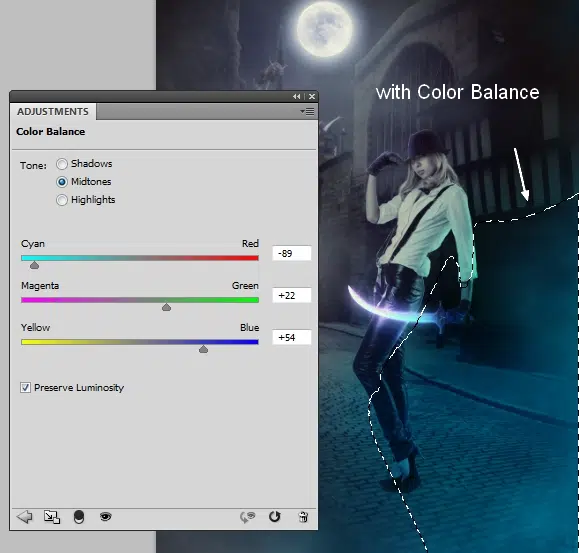 with Color Balance
ADJUSTMENTS
Color Balance
Tone:
Shadows
Midtones
Highlights
Cyan Red -89
Magenta Green +22
Yellow Blue +54
Preserve Luminosity